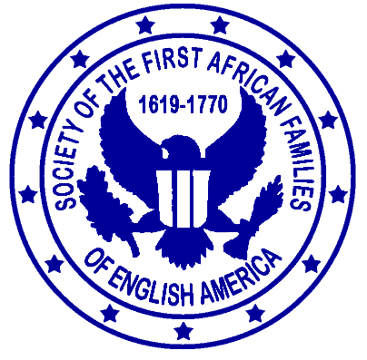 SOCIETY OF THE FIRST AFRICAN FAMILIES
1619-1770
OF ENGLISH AMERICA